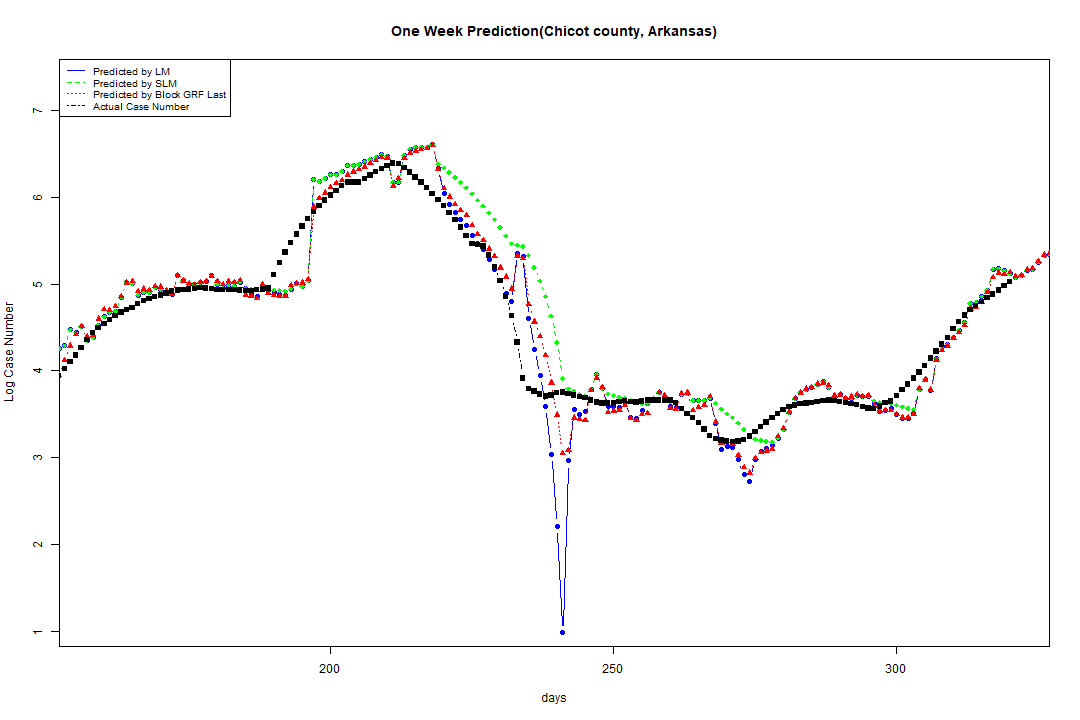 One Week Prediction(Chicot county, Arkansas)
Predicted by LM
Predicted by SLM
Predicted by Block GRF Last
Actual Case Number
7
6
5
4
3
2
1
Log Case Number
200
250
300
days